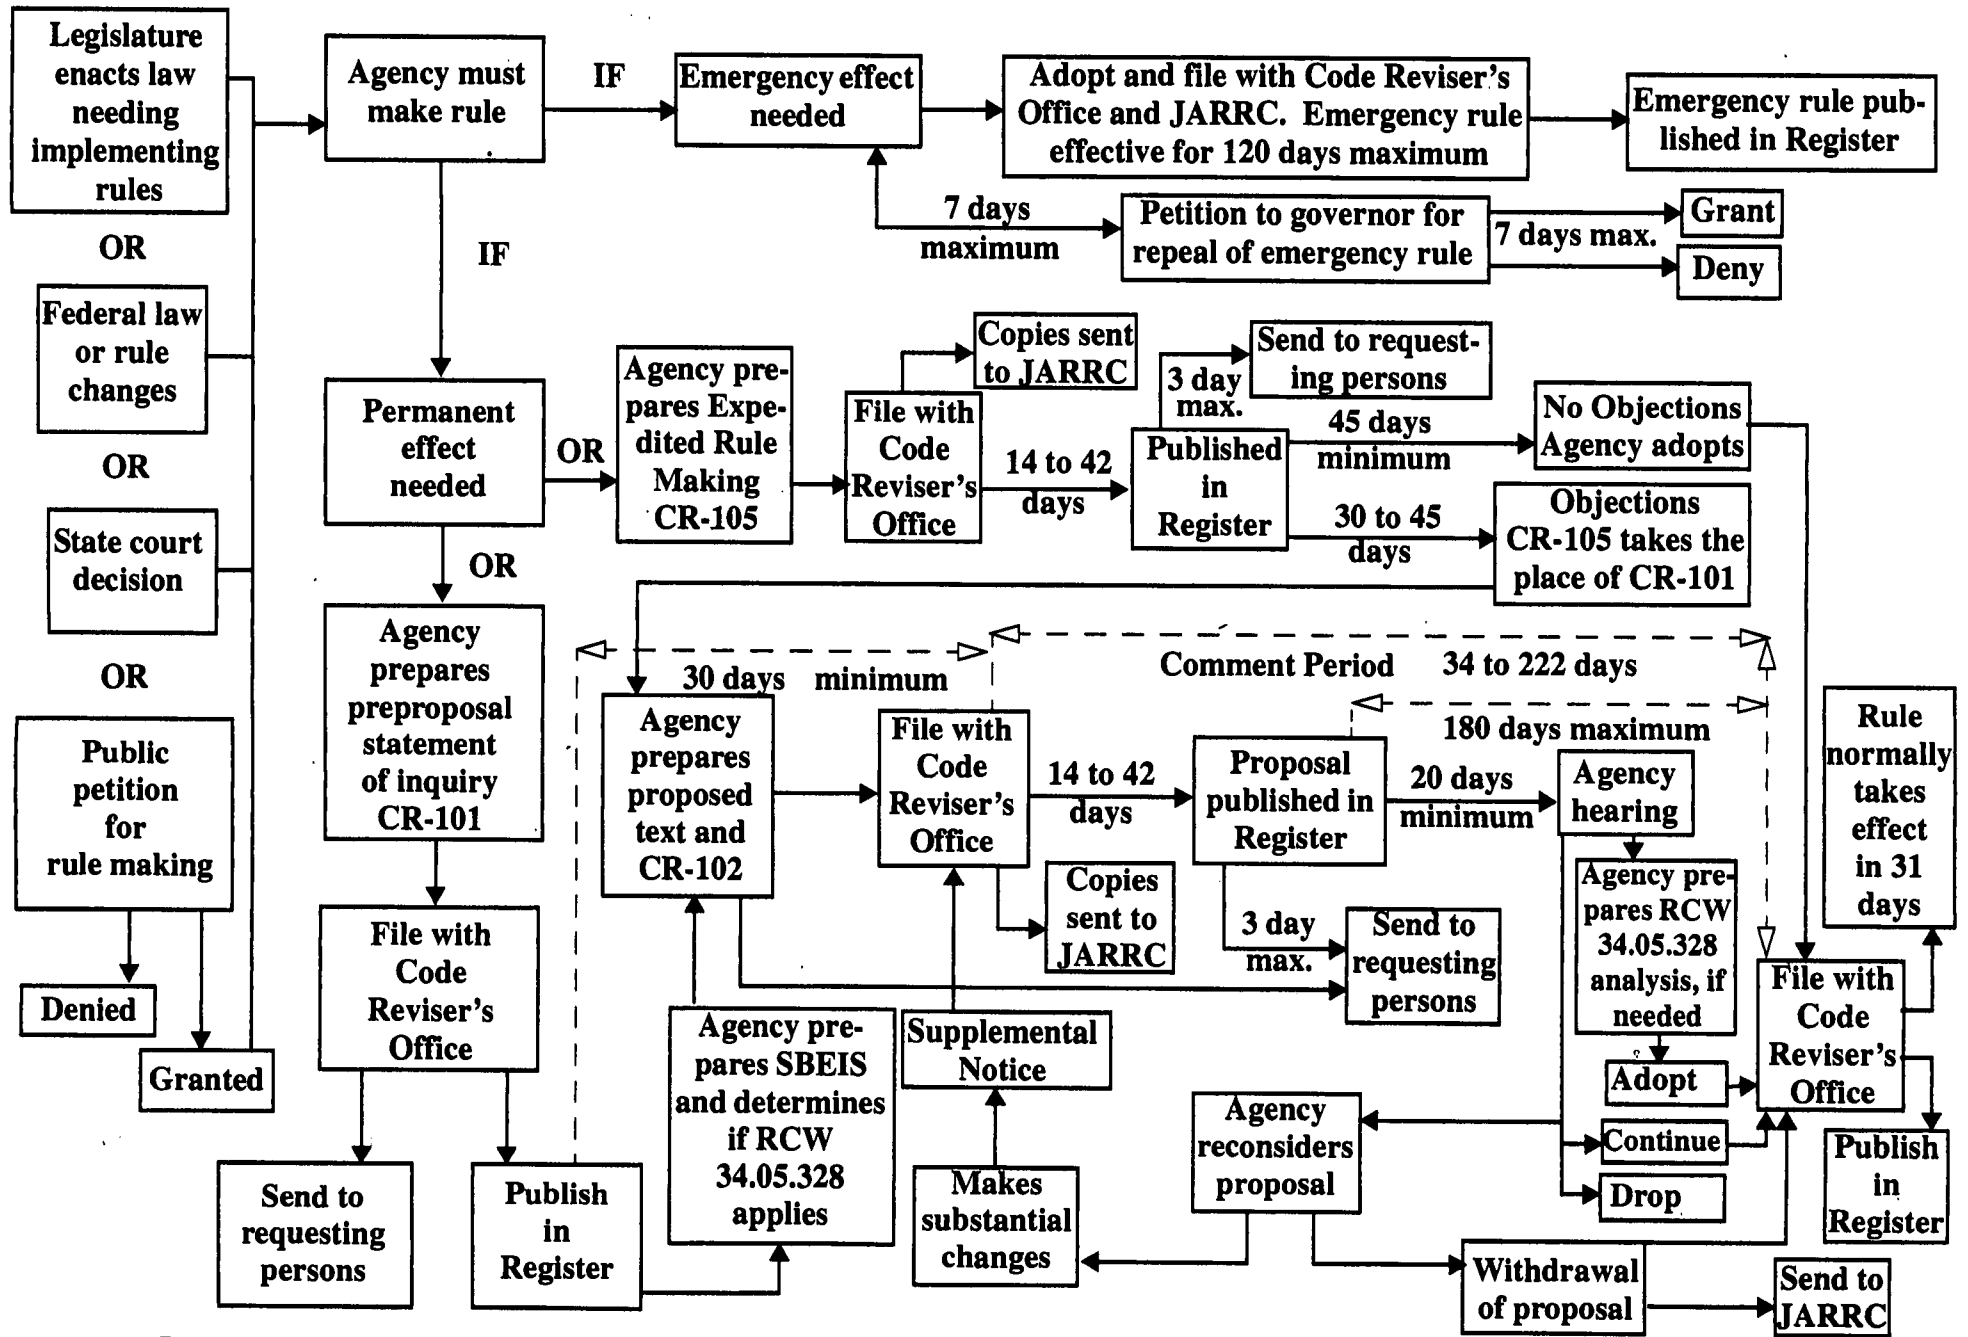 Legislature
enacts law
needing
implementing
rules
OR
Federal law
or rule
changes
OR
State court
decision
OR
Public
petition
for
rule making
Denied
Granted
Agency must
make rule
IF
Emergency effect
needed
Adopt and file with Code Reviser's
Office and JARRC. Emergency rule
effective for 120 days maximum
Emergency rule pub-
lished in Register
7 days
maximum
Petition to governor for
repeal of emergency rule
Grant
7 days max.
Deny
IF
Permanent
effect
needed
OR
Agency pre-
pares Expe-
dited Rule
Making
CR-105
File with
Code
Reviser's
Office
Copies sent
to JARRC
14 to 42
days
Published
in
Register
3 day
max.
Send to request-
ing persons
45 days
minimum
No Objections
Agency adopts
30 to 45
days
Objections
CR-105 takes the
place of CR-101
OR
Agency
prepares
preproposal
statement
of inquiry
CR-101
File with
Code
Reviser's
Office
Send to
requesting
persons
Publish
in
Register
30 days minimum
Agency
prepares
proposed
text and
CR-102
Agency pre-
pares SBEIS
and determines
if RCW
34.05.328
applies
File with
Code
Reviser's
Office
Copies
sent to
JARRC
Supplemental
Notice
Makes
substantial
changes
Comment Period 34 to 222 days
180 days maximum
14 to 42
days
Proposal
published in
Register
20 days
minimum
Agency
hearing
3 day
max.
Send to
requesting
persons
Agency pre-
pares RCW
34.05.328
analysis, if
needed
Adopt
Continue
Drop
Agency
reconsiders
proposal
Withdrawal
of proposal
Send to
JARRC
File with
Code
Reviser's
Office
Rule
normally
takes
effect
in 31
days
Publish
in
Register